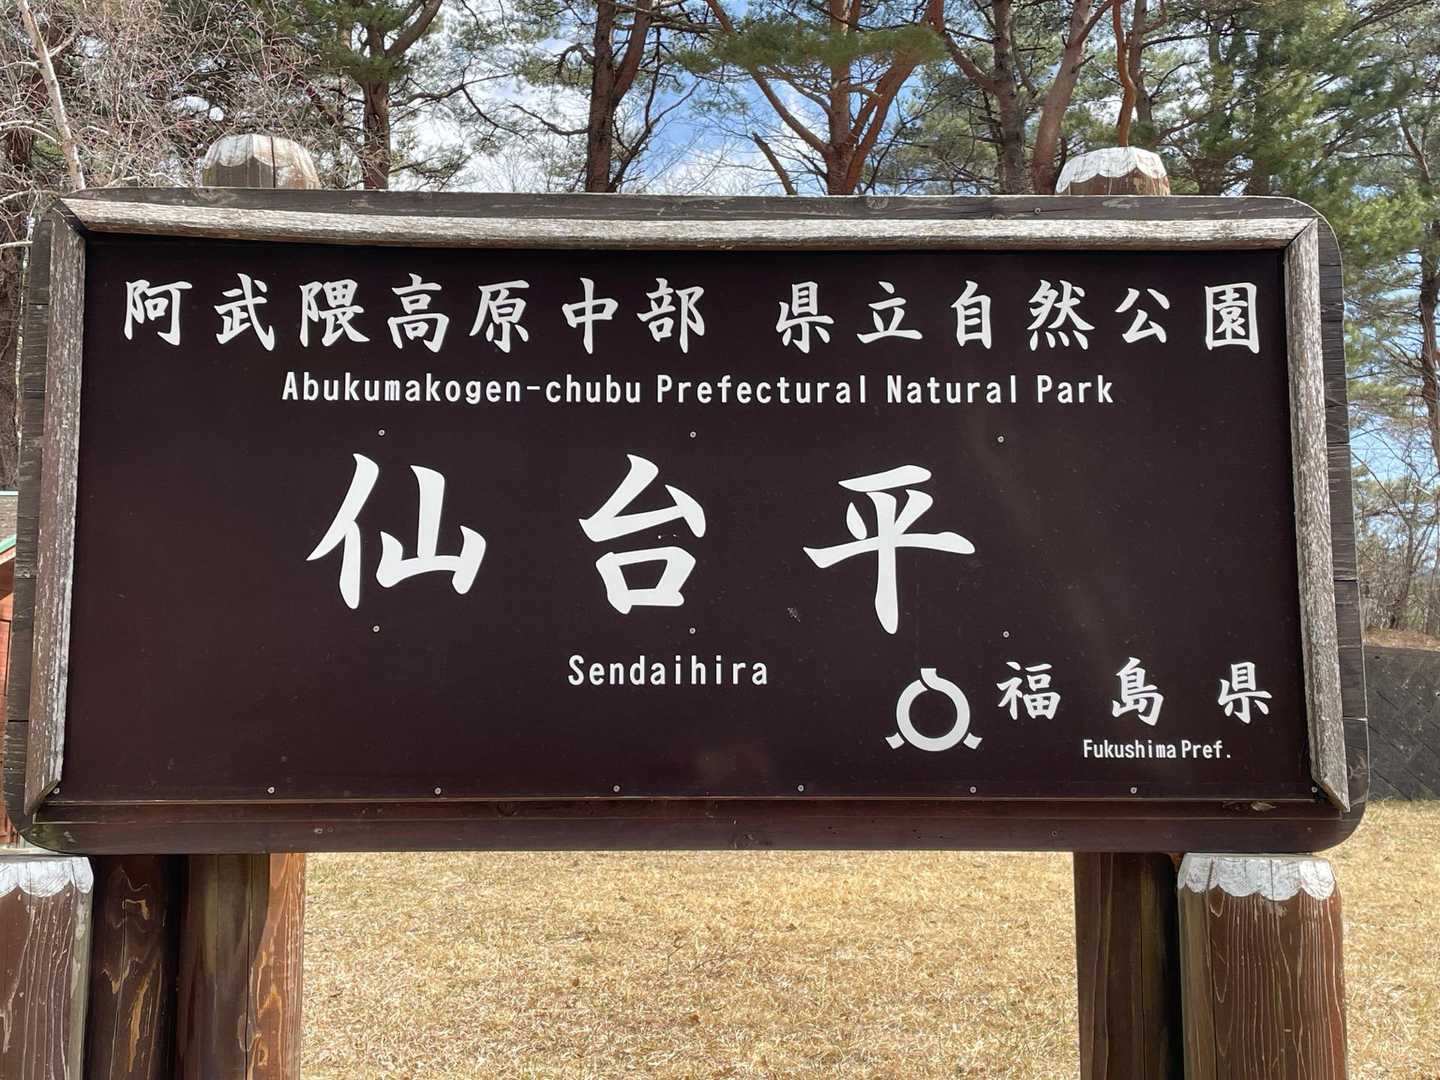 阿武隈高原中部 県立自然公園
Abukumakogen-chubu Prefectural Natural Park
仙台平
Sendaihira
福島県
Fukushima Pref.